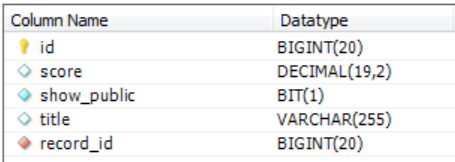 Column Name Datatype
id BIGINT(20)
score DECIMAL(19,2)
show_public BIT(1)
title VARCHAR(255)
record_id BIGINT(20)